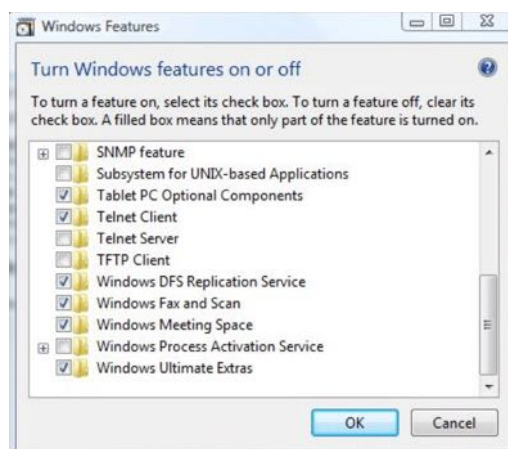 Windows Features
Turn Windows features on or off
To turn a feature on, select its check box. To turn a feature off, clear its
check box. A filled box means that only part of the feature is turned on.
SNMP feature
Subsystem for UNIX-based Applications
Tablet PC Optional Components
Telnet Client
Telnet Server
TFTP Client
Windows DFS Replication Service
Windows Fax and Scan
Windows Meeting Space
Windows Process Activation Service
Windows Ultimate Extras
OK Cancel